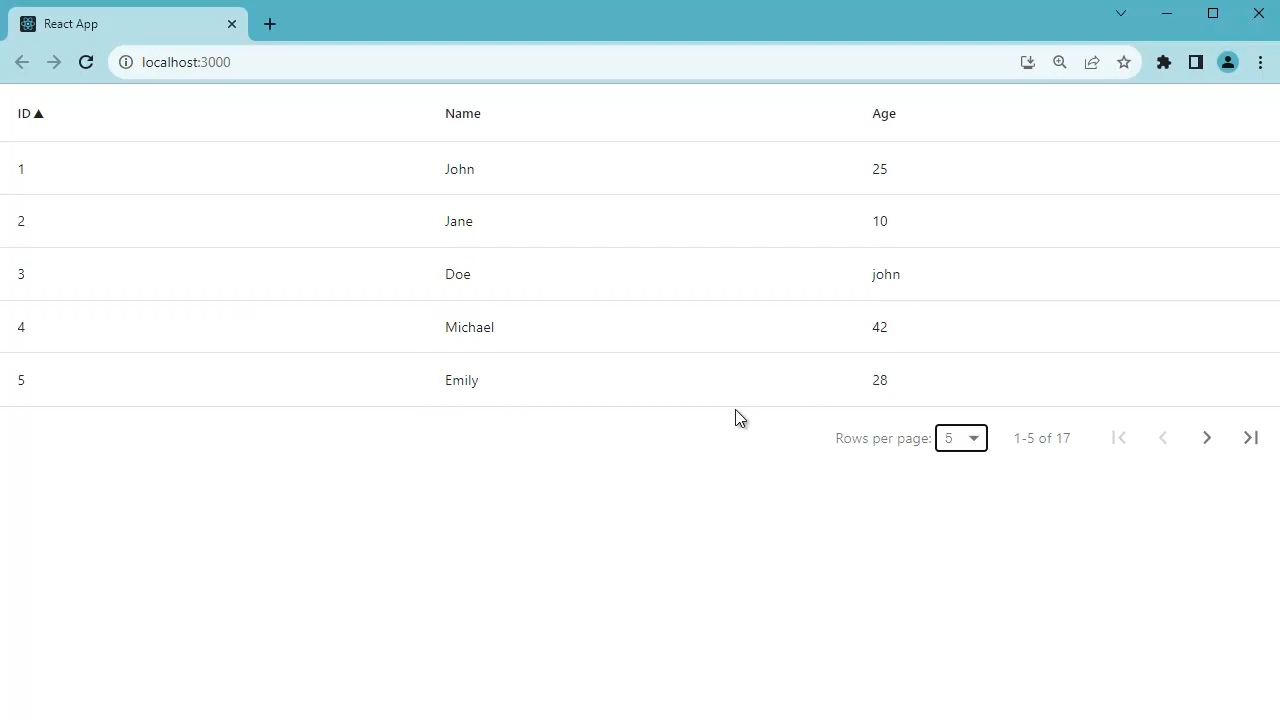 React App
localhost:3000
ID▲ Name Age
1 John 25
2 Jane 10
3 Doe john
4 Michael 42
5 Emily 28
Rows per page: 5 1-5 of 17